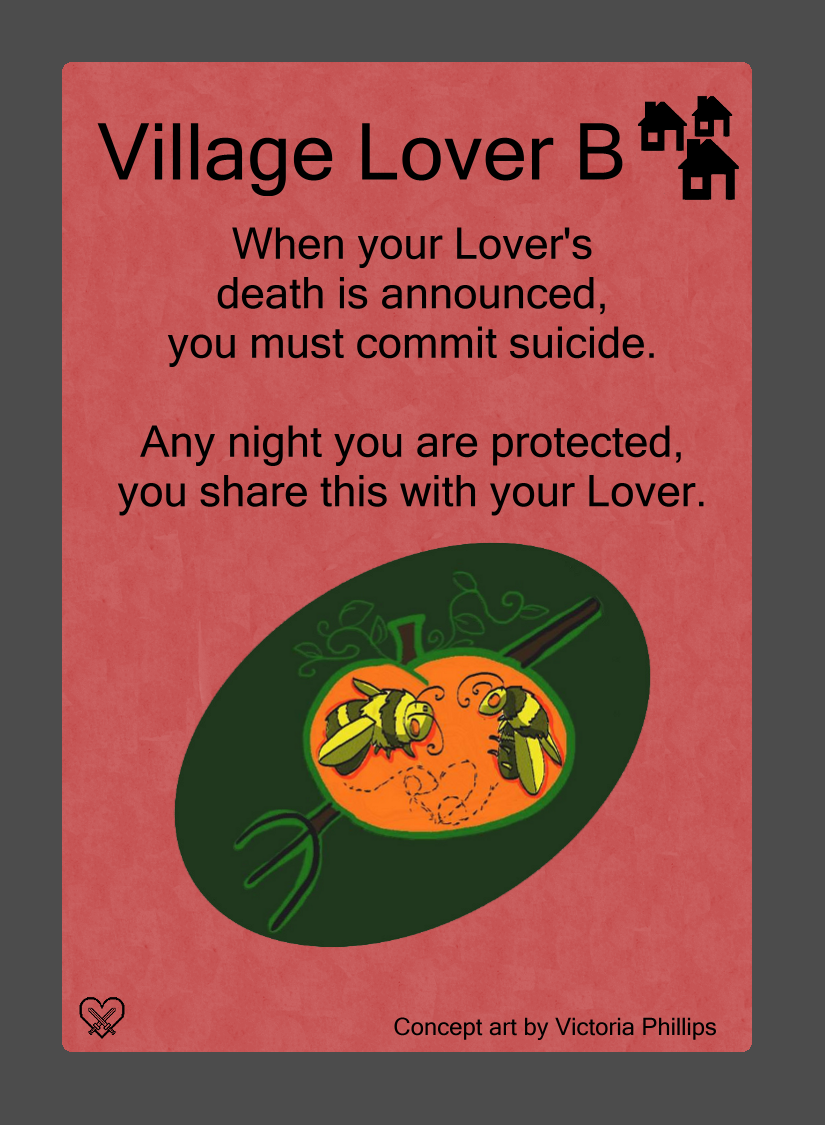 Village Lover B
When your Lover's
death is announced,
you must commit suicide.
Any night you are protected,
you share this with your Lover.
Concept art by Victoria Phillips